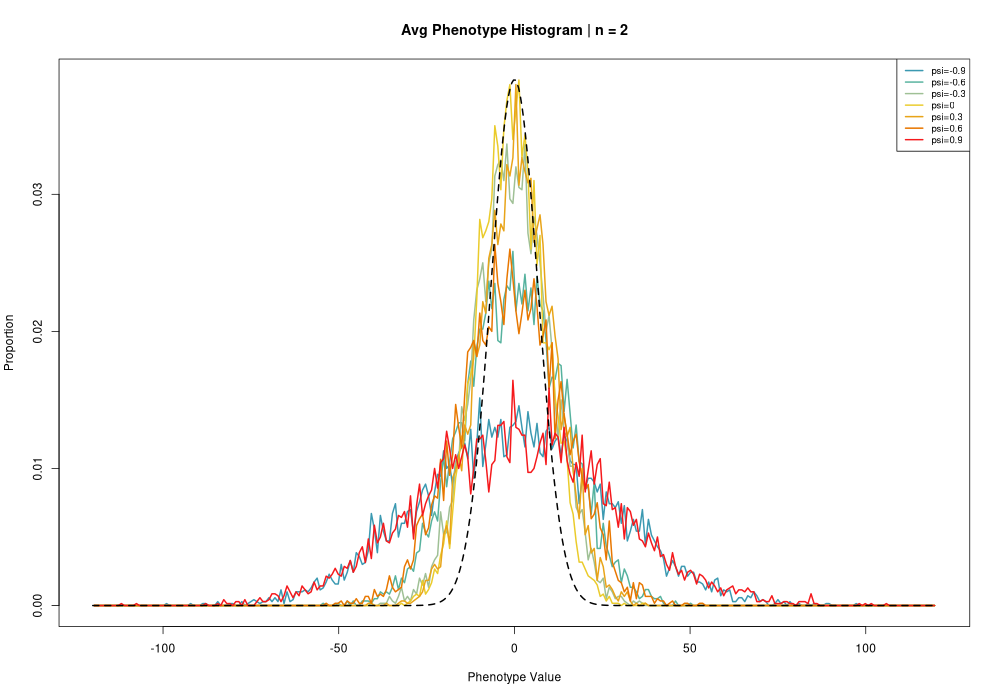 Avg Phenotype Histogram | n = 2
psi=-0.9
psi=-0.6
psi=-0.3
psi=0
psi=0.3
psi=0.6
psi=0.9
Proportion
0.03
0.02
0.01
0.00
-100
-50
0
50
100
Phenotype Value